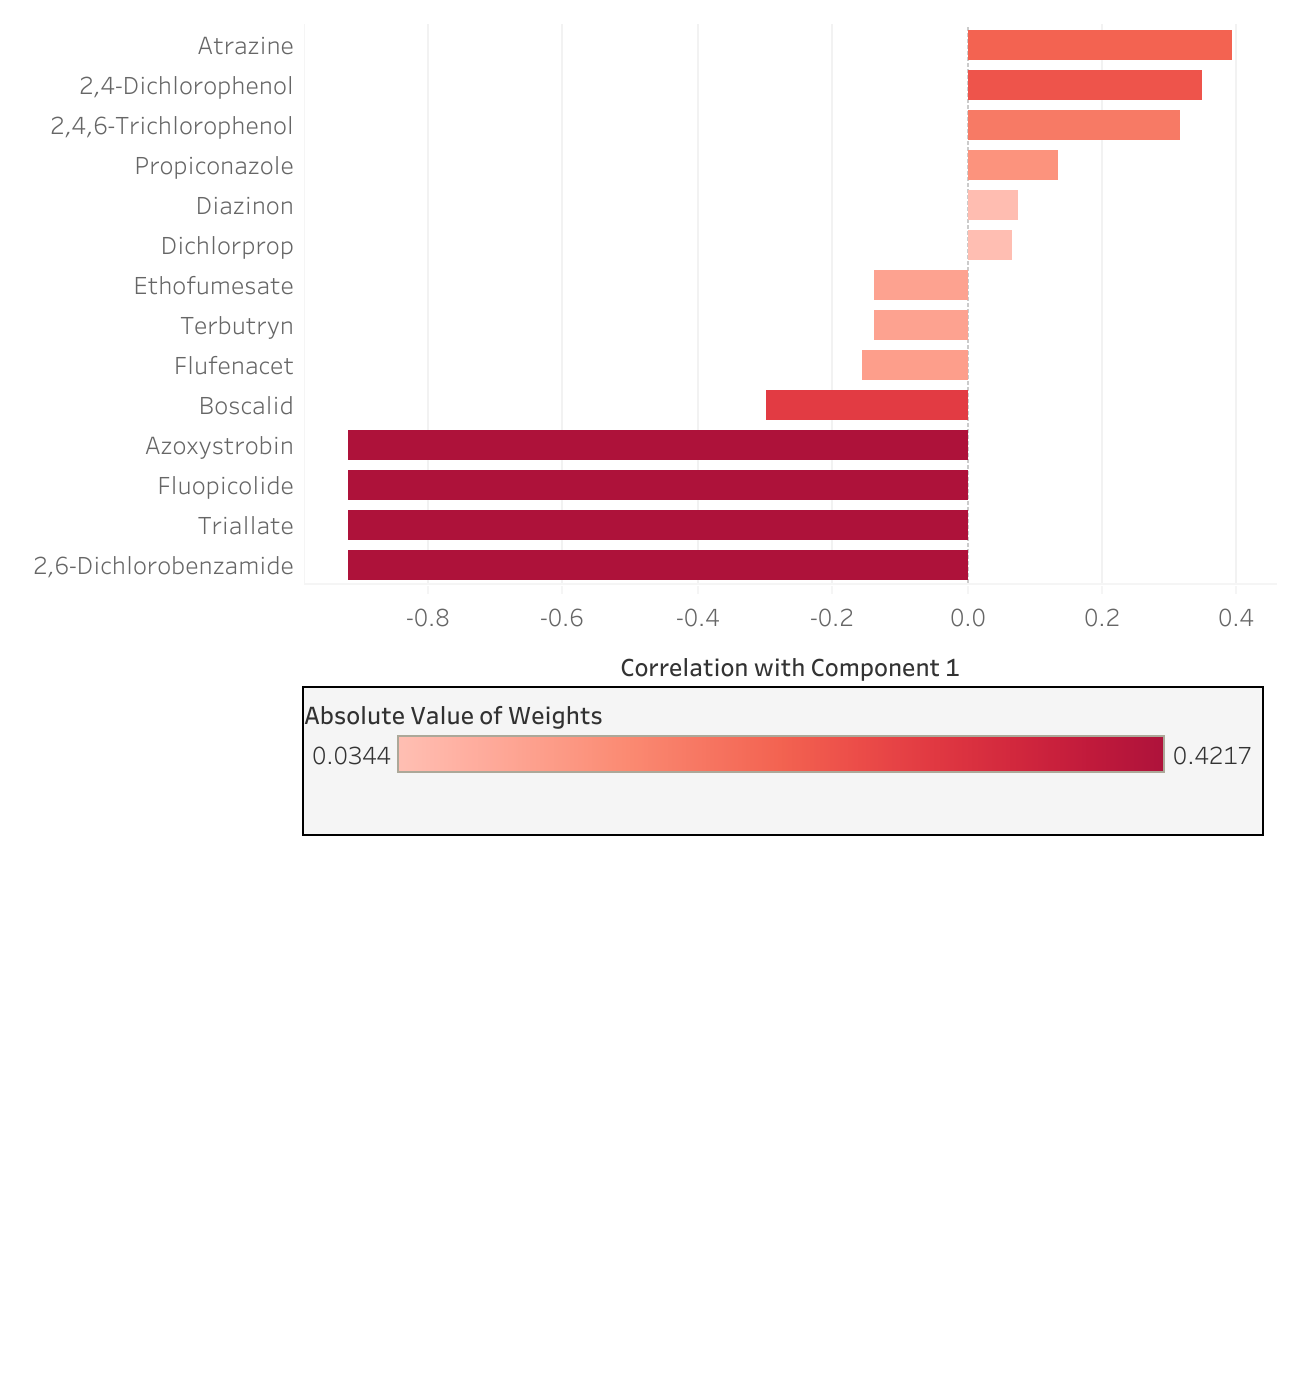 Atrazine
2,4-Dichlorophenol
2,4,6-Trichlorophenol
Propiconazole
Diazinon
Dichlorprop
Ethofumesate
Terbutryn
Flufenacet
Boscalid
Azoxystrobin
Fluopicolide
Triallate
2,6-Dichlorobenzamide
-0.8 -0.6 -0.4 -0.2 0.0 0.2 0.4
Correlation with Component 1
Absolute Value of Weights
0.0344 0.4217